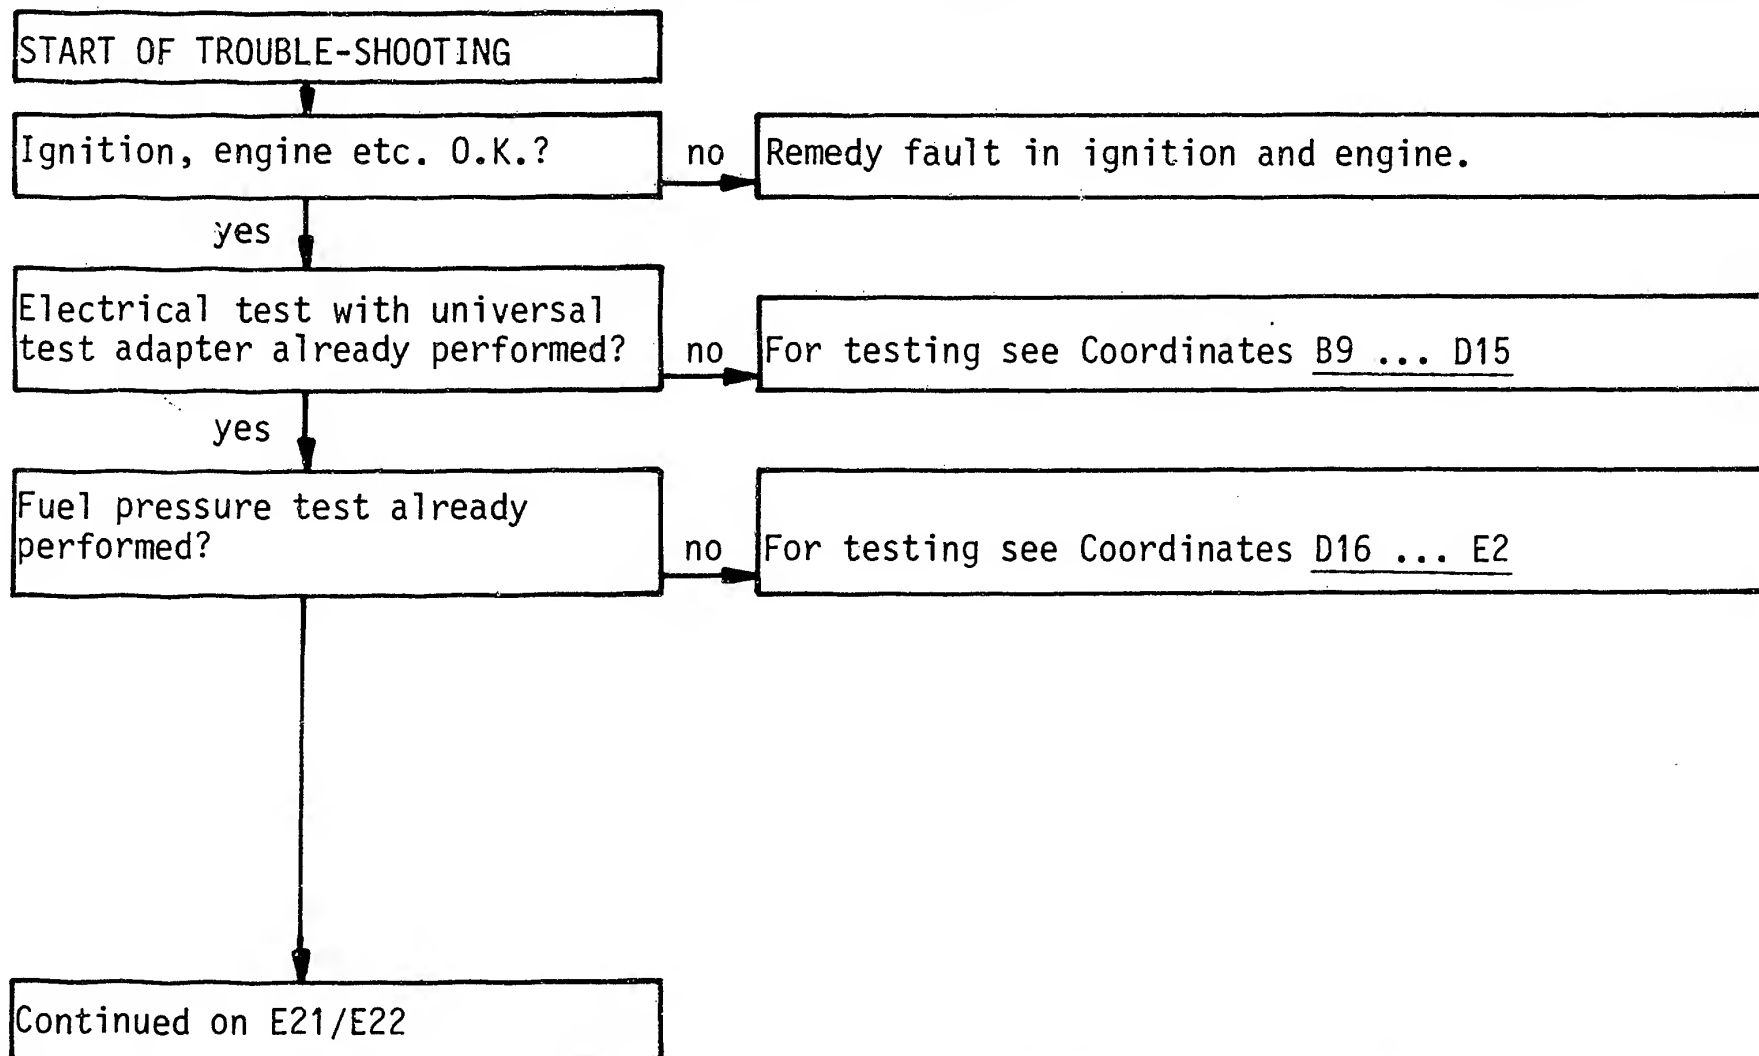 START OF TROUBLE-SHOOTING
Ignition, engine etc. O.K.?
no
Remedy fault in ignition and engine.
yes
Electrical test with universal
test adapter already performed?
no
For testing see Coordinates B9 ... D15
yes
Fuel pressure test already
performed?
no
For testing see Coordinates D16 ... E2
Continued on E21/E22